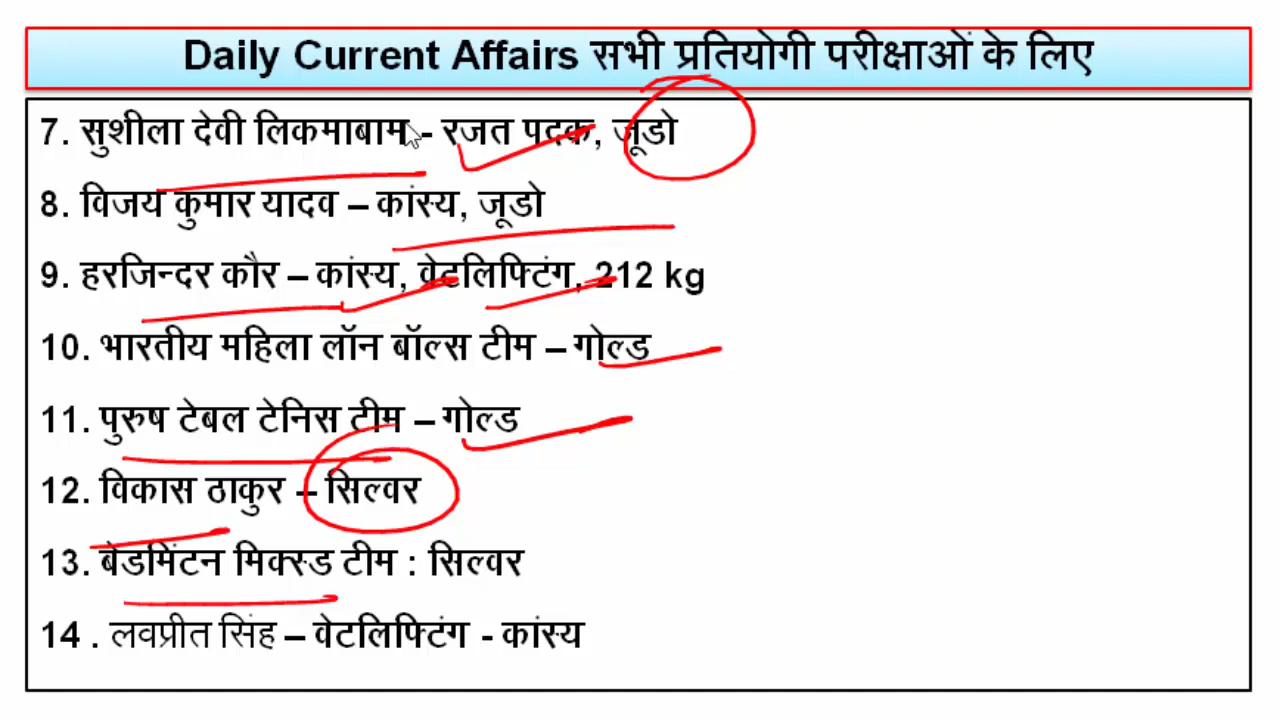 Daily Current Affairs सभी प्रतियोगी परीक्षाओं के लिए
7. सुशीला देवी लिकमाबाम - रजत पदक, जूडो
8. विजय कुमार यादव – कांस्य, जूडो
9. हरजिन्दर कौर – कांस्य, वेटलिफ्टिंग, 212 kg
10. भारतीय महिला लॉन बॉल्स टीम – गोल्ड
11. पुरुष टेबल टेनिस टीम – गोल्ड
12. विकास ठाकुर – सिल्वर
13. बेडमिंटन मिक्स्ड टीम : सिल्वर
14 . लवप्रीत सिंह – वेटलिफ्टिंग - कांस्य